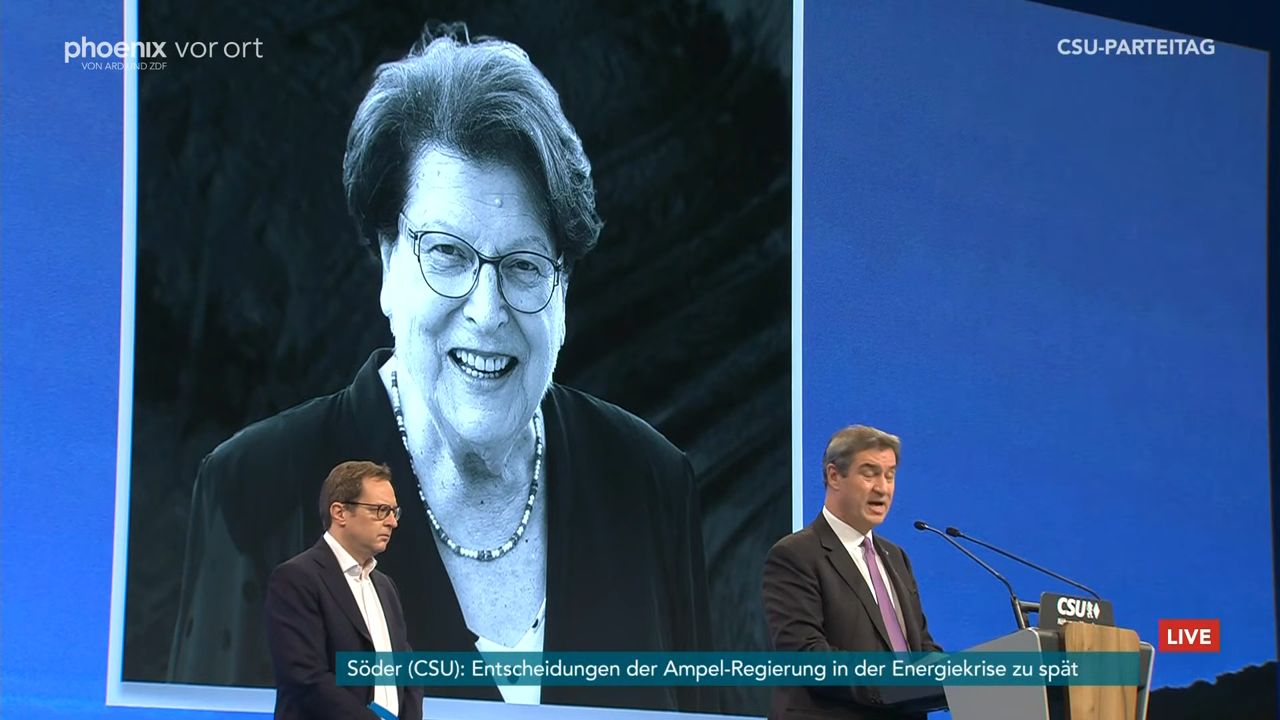 phoenix vor ort
VON ARD UND ZDF
CSU-PARTEITAG
CSU
LIVE
Söder (CSU): Entscheidungen der Ampel-Regierung in der Energiekrise zu spät